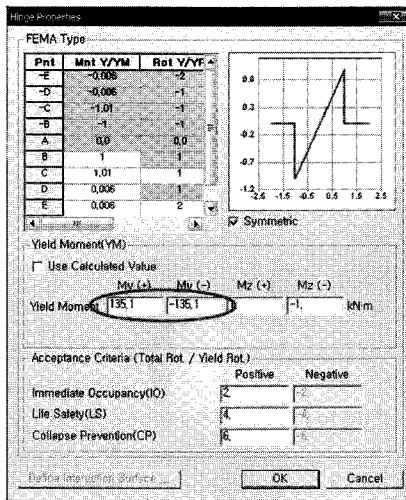 Hinge Properties
FEMA Type
Pnt Mnt Y/YM Rot Y/YF
-E -0,006 -2
-D -0,006 -1
-C -1,01 -1
-B -1 -1
A 0,0 0,0
B 1 1
C 1,01 1
D 0,006 1
E 0,006 2
0.3
-0.2
-0.7
-1.2
-2.5 -1.5 -0.5 0.5 1.5 2.5
Symmetric
Yield Moment(YM)
Use Calculated Value
My (+) My (-) Mz (+) Mz (-)
Yield Moment 135,1 -135,1 -1, kN·m
Acceptance Criteria (Total Rot. / Yield Rot.)
Positive Negative
Immediate Occupancy(IO) 2,
Life Safety(LS) 4,
Collapse Prevention(CP) 6,
Define Interaction Surface ...
OK Cancel